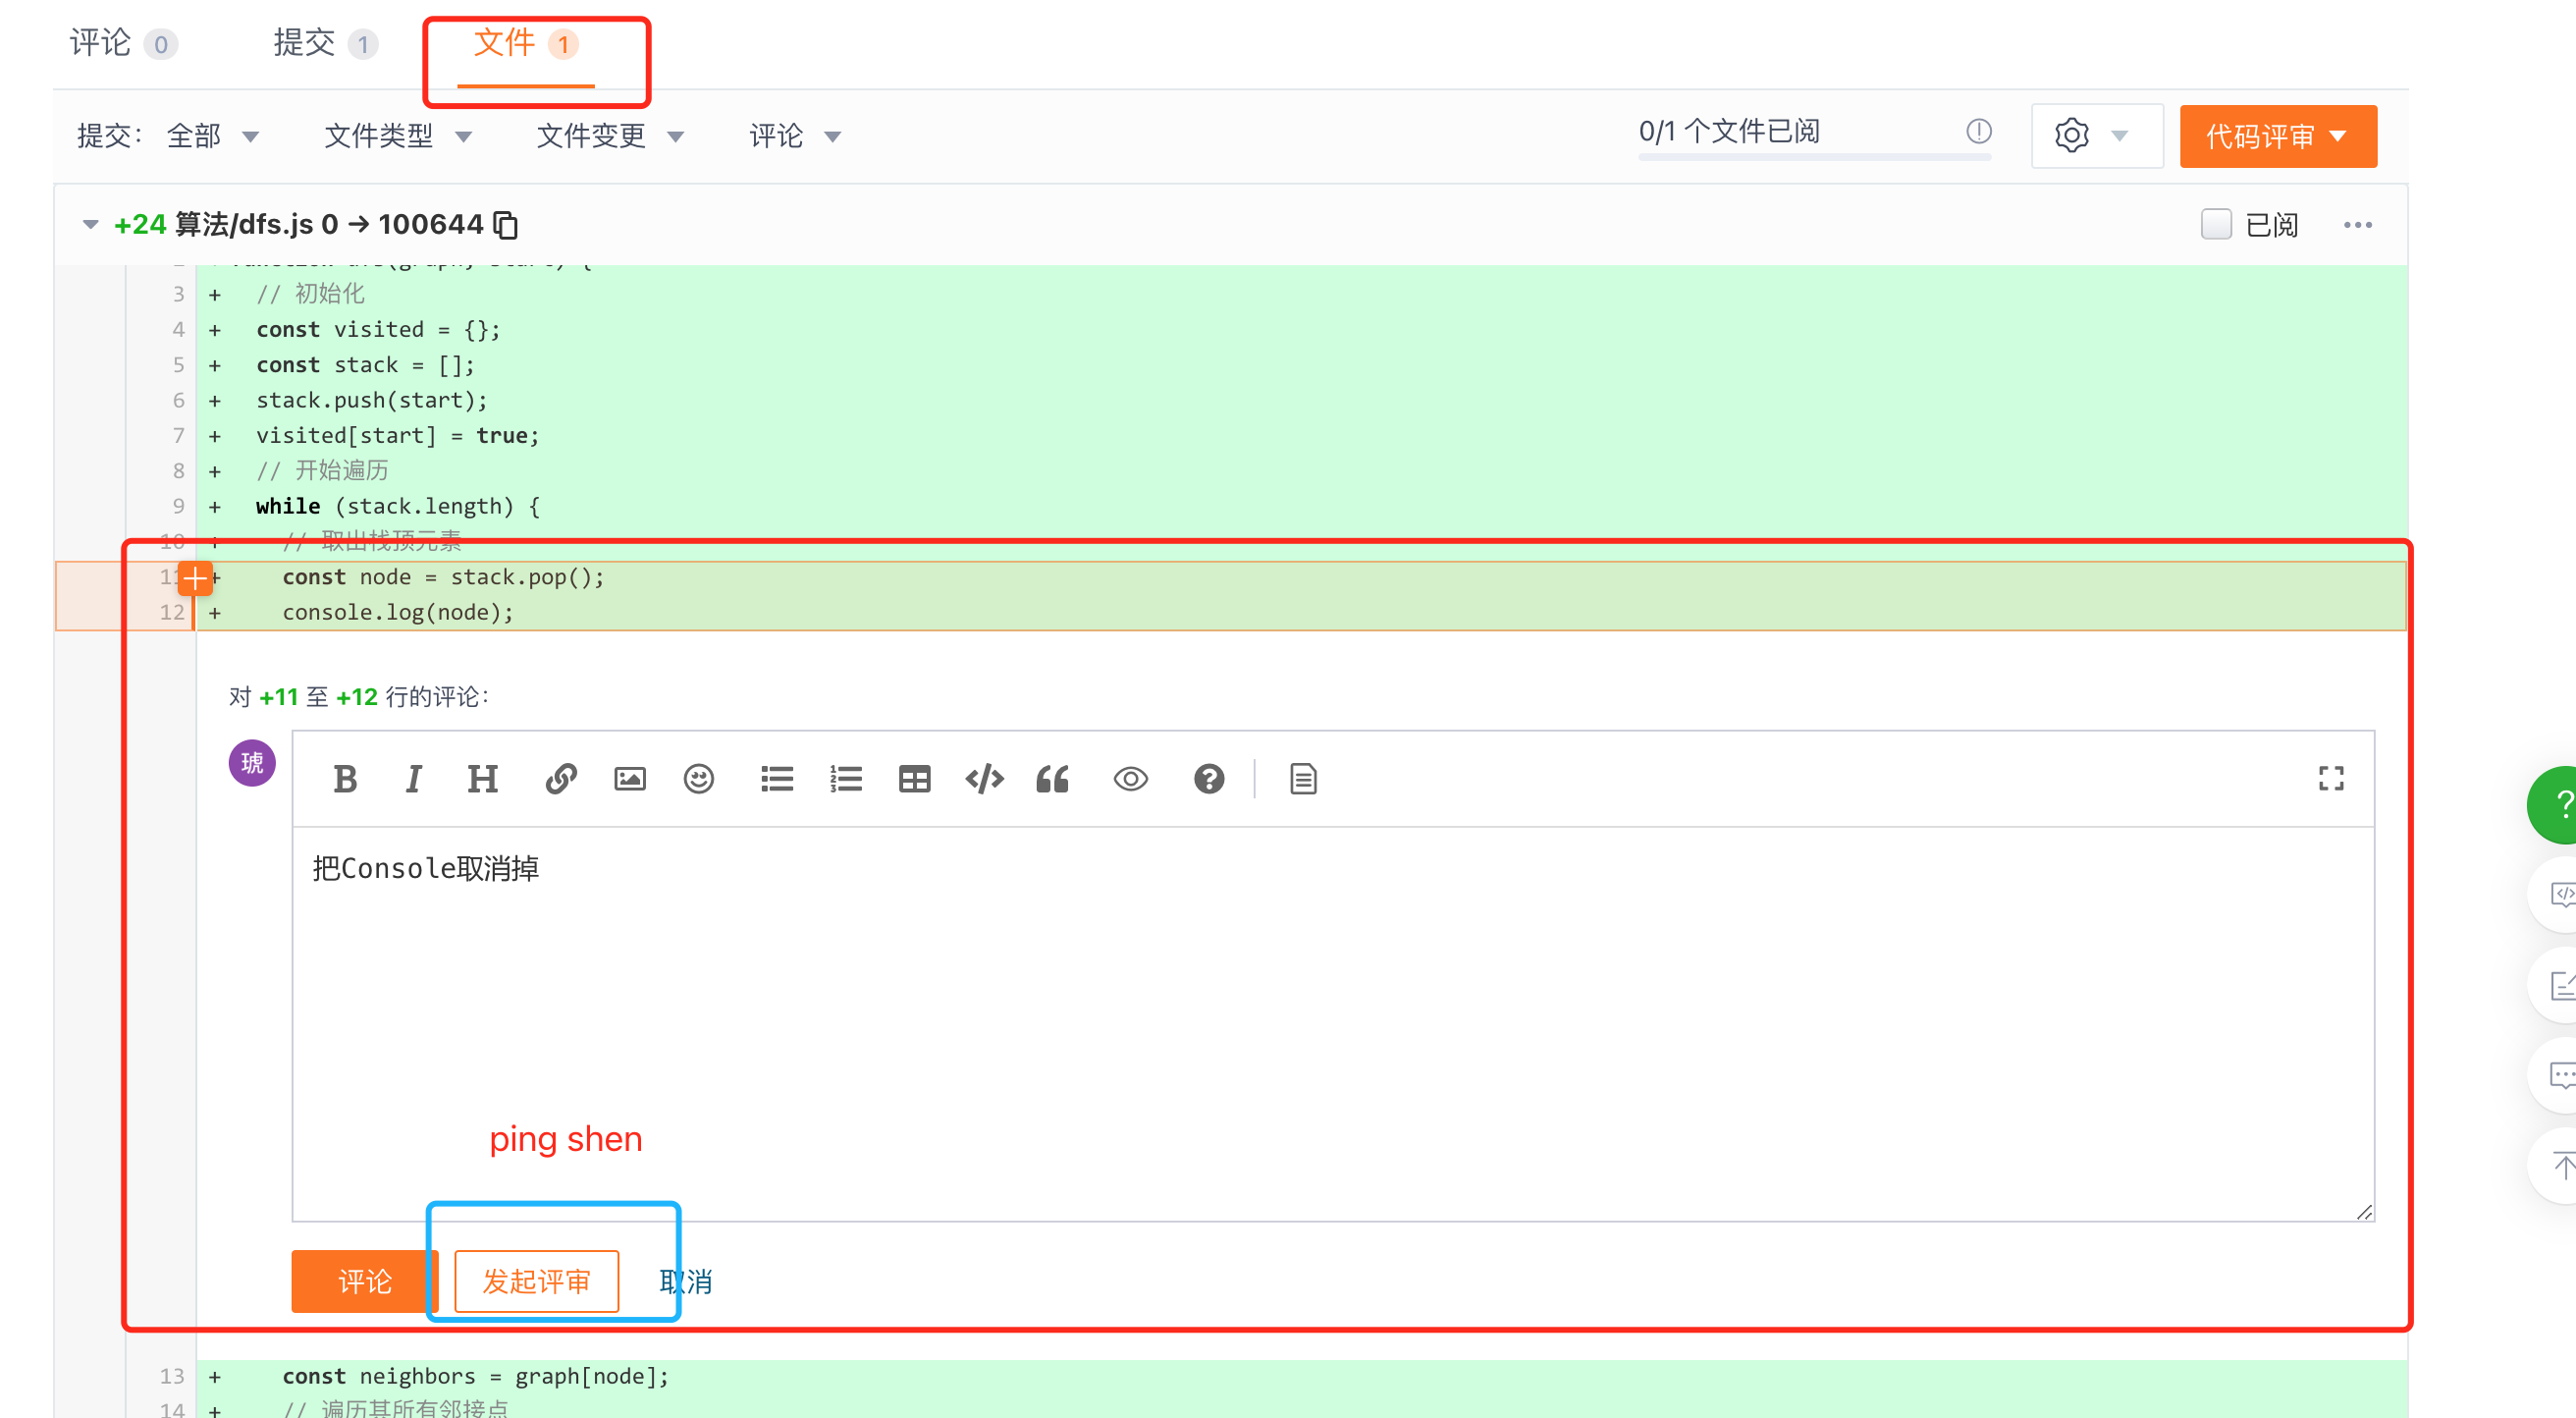 评论 0 提交 1 文件 1
提交: 全部 文件类型 文件变更 评论 0/1 个文件已阅 代码评审
+24 算法/dfs.js 0 → 100644 已阅
3 + // 初始化
4 + const visited = {};
5 + const stack = [];
6 + stack.push(start);
7 + visited[start] = true;
8 + // 开始遍历
9 + while (stack.length) {
10 + // 取出栈顶元素
11 + const node = stack.pop();
12 + console.log(node);
对 +11 至 +12 行的评论:
琥
把Console取消掉
ping shen
评论 发起评审 取消
13 + const neighbors = graph[node];
14 + // 遍历其所有邻接点